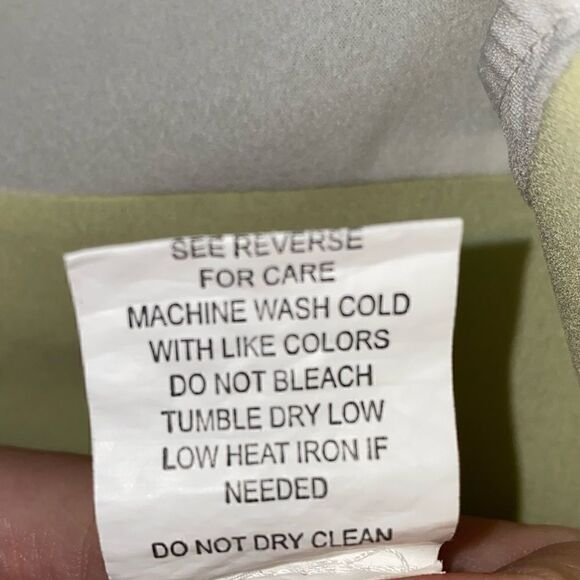 SEE REVERSE
FOR CARE
MACHINE WASH COLD
WITH LIKE COLORS
DO NOT BLEACH
TUMBLE DRY LOW
LOW HEAT IRON IF
NEEDED
DO NOT DRY CLEAN